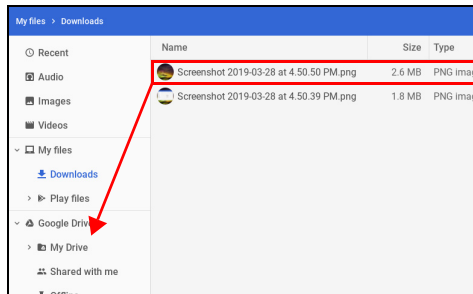 My files > Downloads
Name Size Type
Recent
Screenshot 2019-03-28 at 4.50.50 PM.png 2.6 MB PNG imag
Audio
Screenshot 2019-03-28 at 4.50.39 PM.png 1.8 MB PNG imag
Images
Videos
My files
Downloads
Play files
Google Drive
My Drive
Shared with me